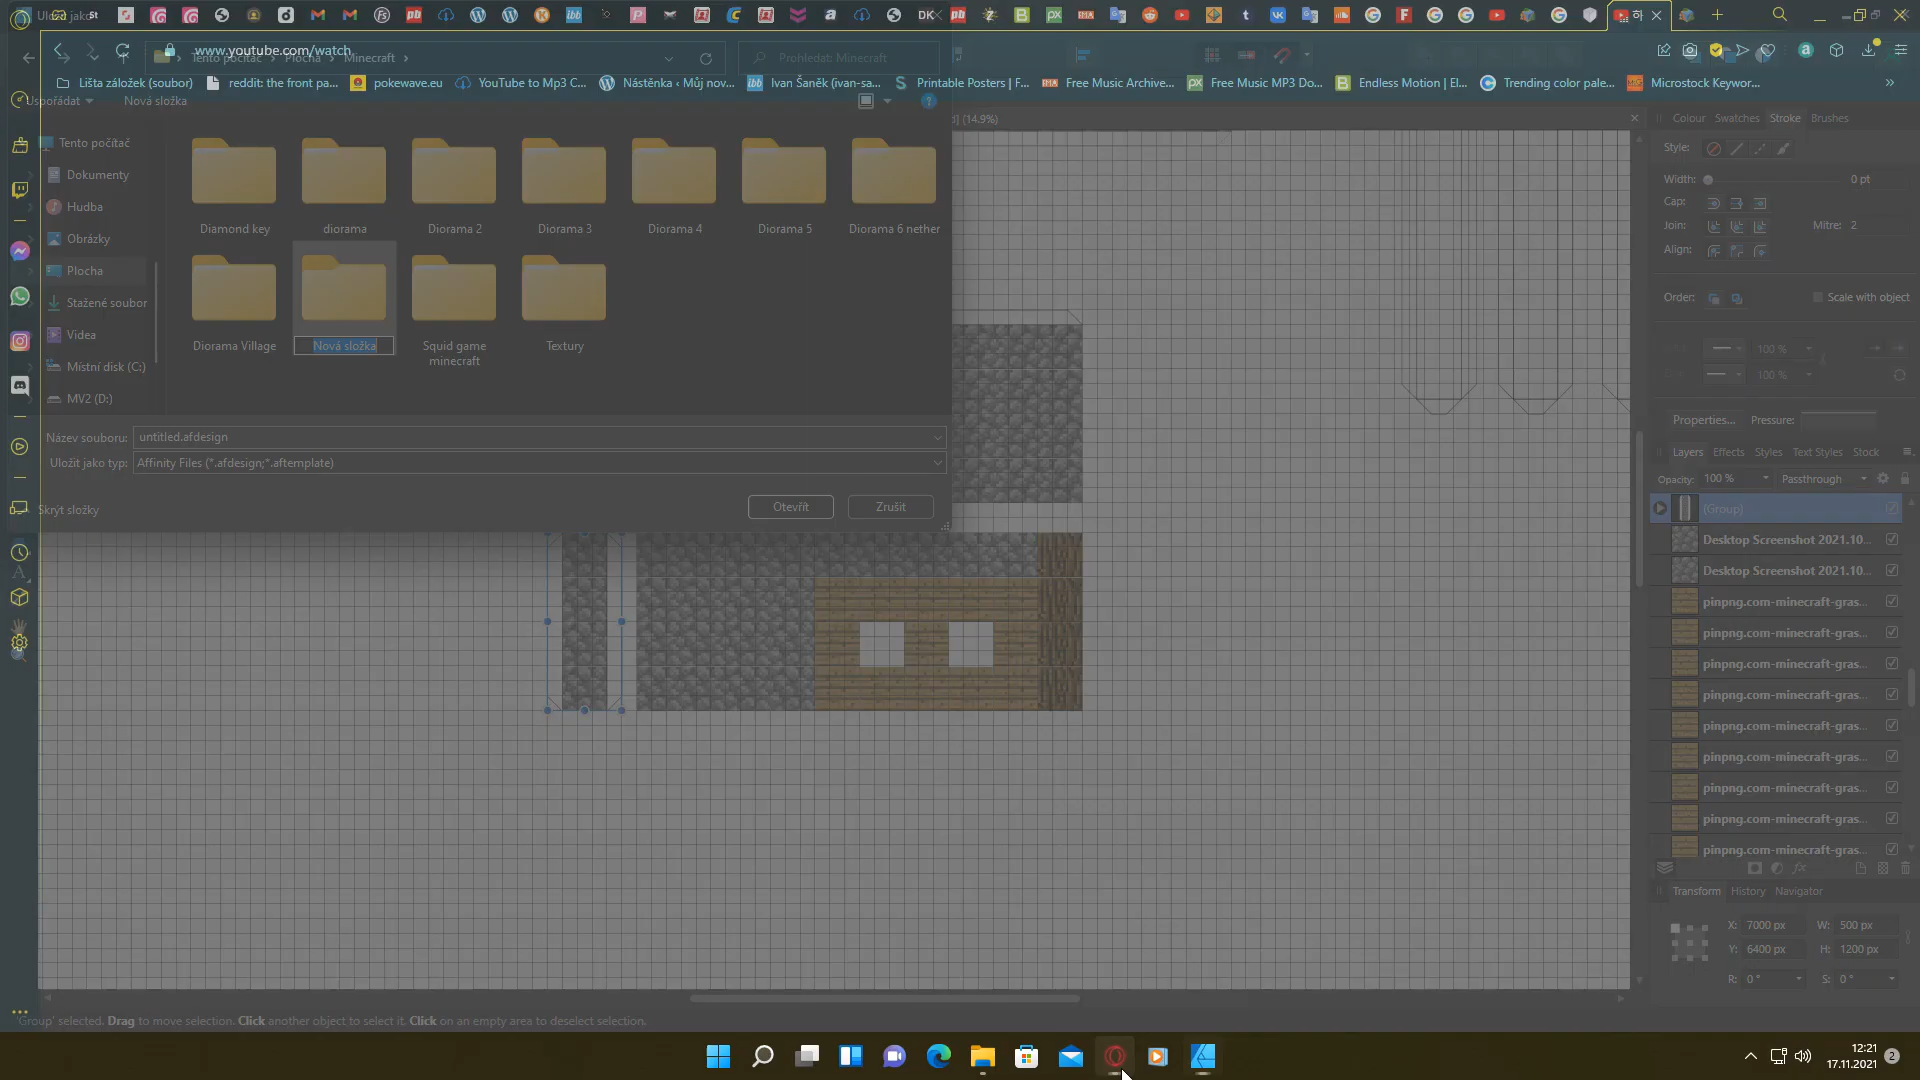 Uložit jako
www.youtube.com/watch
Tento počítač > Plocha > Minecraft >
Prohledat: Minecraft
Lišta záložek (soubor)
reddit: the front pa...
pokewave.eu
YouTube to Mp3 C...
Nástěnka ‹ Můj nov...
Ivan Šaněk (ivan-sa...
Printable Posters | F...
Free Music Archive...
Free Music MP3 Do...
Endless Motion | El...
Trending color pale...
Microstock Keywor...
»
Uspořádat
Nová složka
(14.9%)
Colour
Swatches
Stroke
Brushes
Tento počítač
Dokumenty
Hudba
Obrázky
Plocha
Stažené soubor
Videa
Místní disk (C:)
MV2 (D:)
Diamond key
diorama
Diorama 2
Diorama 3
Diorama 4
Diorama 5
Diorama 6 nether
Diorama Village
Nová složka
Squid game
minecraft
Textury
Název souboru: untitled.afdesign
Uložit jako typ: Affinity Files (*.afdesign;*.aftemplate)
Skrýt složky
Otevřít
Zrušit
Style:
Width: 0 pt
Cap:
Join:
Mitre: 2
Align:
Order:
Scale with object
100 %
100 %
Properties...
Pressure:
Layers
Effects
Styles
Text Styles
Stock
Opacity: 100 %
Passthrough
(Group)
Desktop Screenshot 2021.10...
Desktop Screenshot 2021.10...
pinpng.com-minecraft-gras...
pinpng.com-minecraft-gras...
pinpng.com-minecraft-gras...
pinpng.com-minecraft-gras...
pinpng.com-minecraft-gras...
pinpng.com-minecraft-gras...
pinpng.com-minecraft-gras...
pinpng.com-minecraft-gras...
pinpng.com-minecraft-gras...
Transform
History
Navigator
X: 7000 px
W: 500 px
Y: 6400 px
H: 1200 px
R: 0 °
S: 0 °
'Group' selected. Drag to move selection. Click another object to select it. Click on an empty area to deselect selection.
12:21
17.11.2021
2